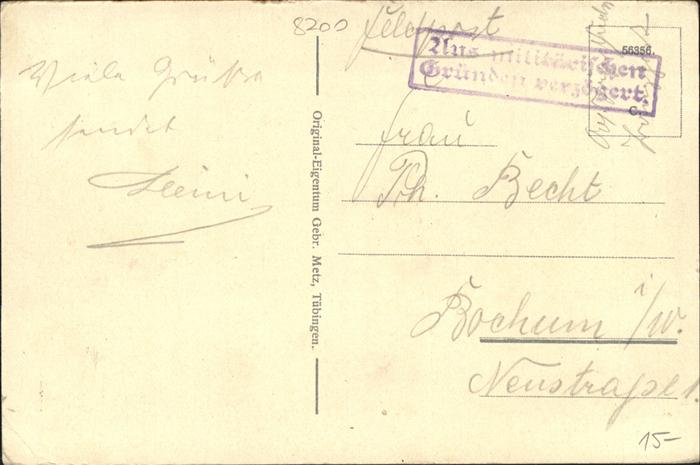 8200
Feldpost
Aus militärischen
Gründen verzögert.
56356.
C.
Viele Grüße
sendet
Heini
Original-Eigentum Gebr. Metz, Tübingen.
Frau
Ph. Becht
Bochum i/W.
Neustraße 1.
15-